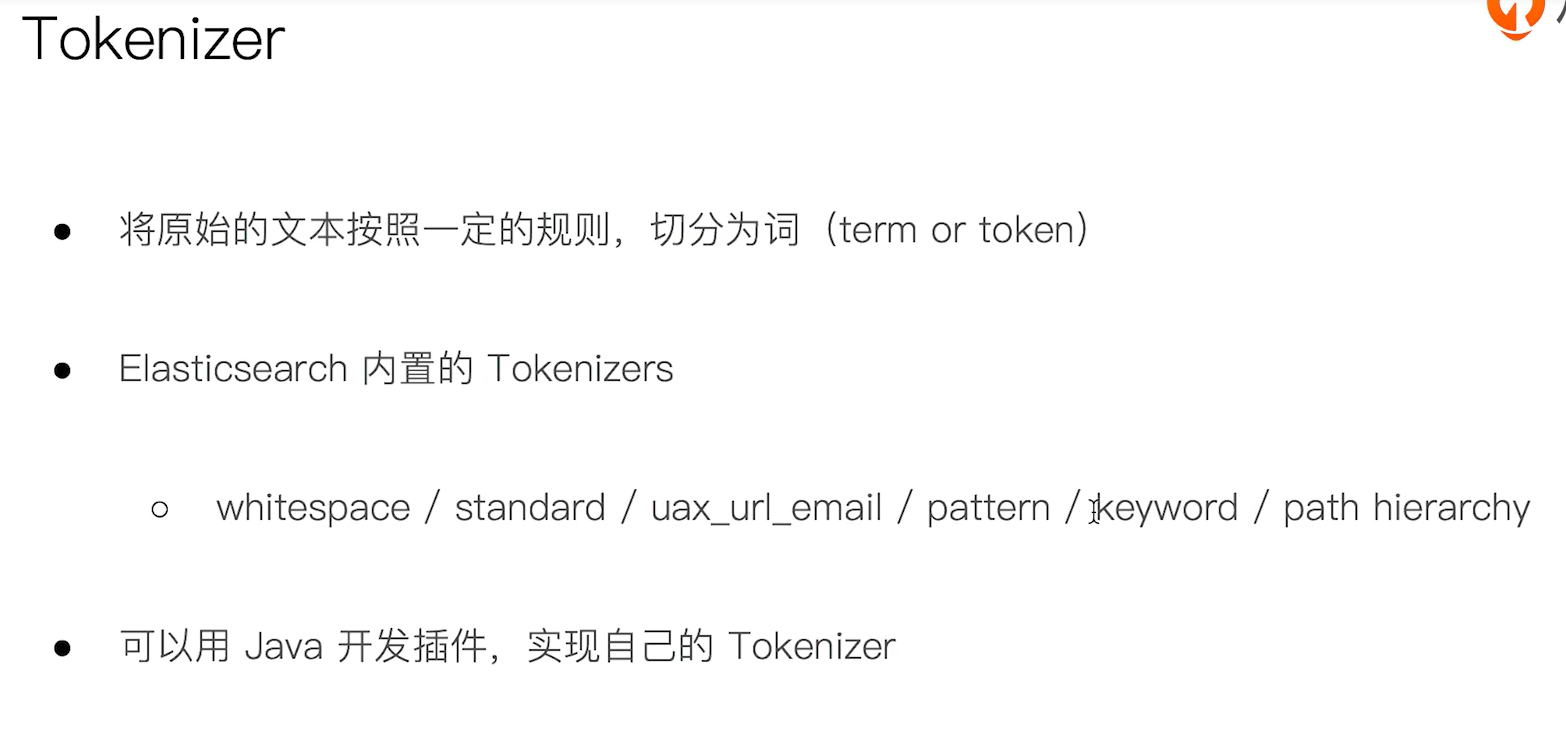 Tokenizer
将原始的文本按照一定的规则，切分为词（term or token）
Elasticsearch 内置的 Tokenizers
whitespace / standard / uax_url_email / pattern / keyword / path hierarchy
可以用 Java 开发插件，实现自己的 Tokenizer